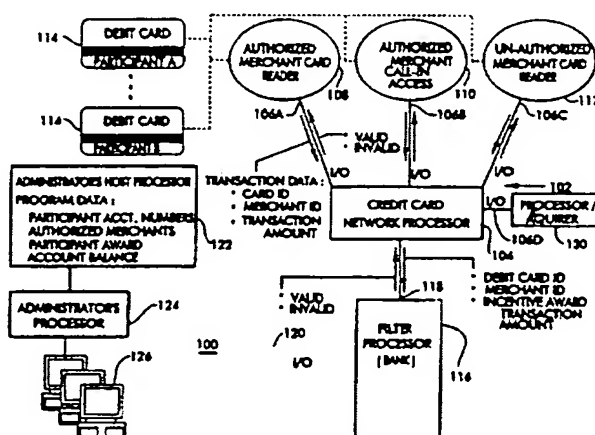 114
DEBIT CARD
PARTICIPANT A
114
DEBIT CARD
AUTHORIZED
MERCHANT CARD
READER
108
AUTHORIZED
MERCHANT
CALL-IN
ACCESS
110
UN-AUTHORIZED
MERCHANT CARD
READER
106A
106B
106C
I/O
I/O
VALID
INVALID
TRANSACTION DATA :
CARD ID
MERCHANT ID
TRANSACTION
AMOUNT
ADMINISTRATOR'S HOST PROCESSOR
PROGRAM DATA :
PARTICIPANT ACCT. NUMBERS
AUTHORIZED MERCHANTS
PARTICIPANT AWARD
ACCOUNT BALANCE
122
CREDIT CARD
NETWORK PROCESSOR
104
I/O
102
106D
PROCESSOR /
AQUIRER
130
118
DEBIT CARD ID
MERCHANT ID
INCENTIVE AWARD
TRANSACTION
AMOUNT
VALID
INVALID
120
I/O
FILTER
PROCESSOR
[BANK]
116
ADMINISTRATOR'S
PROCESSOR
124
126
100